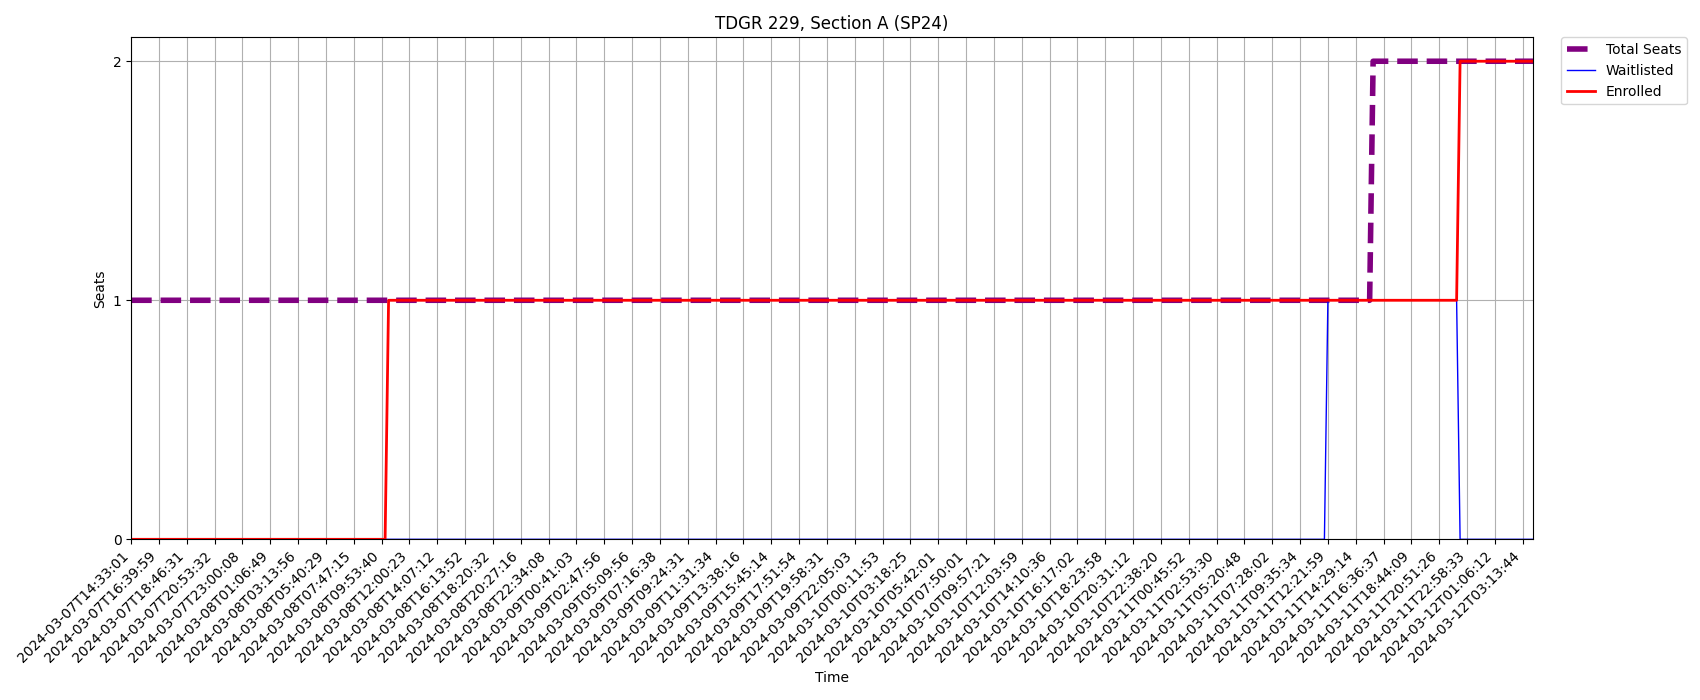 TDGR 229, Section A (SP24)
Total Seats
Waitlisted
Enrolled
2
1
0
Seats
2024-03-07T14:33:01
2024-03-07T16:39:59
2024-03-07T18:46:31
2024-03-07T20:53:32
2024-03-07T23:00:08
2024-03-08T01:06:49
2024-03-08T03:13:56
2024-03-08T05:40:29
2024-03-08T07:47:15
2024-03-08T09:53:40
2024-03-08T12:00:23
2024-03-08T14:07:12
2024-03-08T16:13:52
2024-03-08T18:20:32
2024-03-08T20:27:16
2024-03-08T22:34:08
2024-03-09T00:41:03
2024-03-09T02:47:56
2024-03-09T05:09:56
2024-03-09T07:16:38
2024-03-09T09:24:31
2024-03-09T11:31:34
2024-03-09T13:38:16
2024-03-09T15:45:14
2024-03-09T17:51:54
2024-03-09T19:58:31
2024-03-09T22:05:03
2024-03-10T00:11:53
2024-03-10T03:18:25
2024-03-10T05:42:01
2024-03-10T07:50:01
2024-03-10T09:57:21
2024-03-10T12:03:59
2024-03-10T14:10:36
2024-03-10T16:17:02
2024-03-10T18:23:58
2024-03-10T20:31:12
2024-03-10T22:38:20
2024-03-11T00:45:52
2024-03-11T02:53:30
2024-03-11T05:20:48
2024-03-11T07:28:02
2024-03-11T09:35:34
2024-03-11T12:21:59
2024-03-11T14:29:14
2024-03-11T16:36:37
2024-03-11T18:44:09
2024-03-11T20:51:26
2024-03-11T22:58:32
2024-03-12T01:06:12
2024-03-12T03:13:44
Time